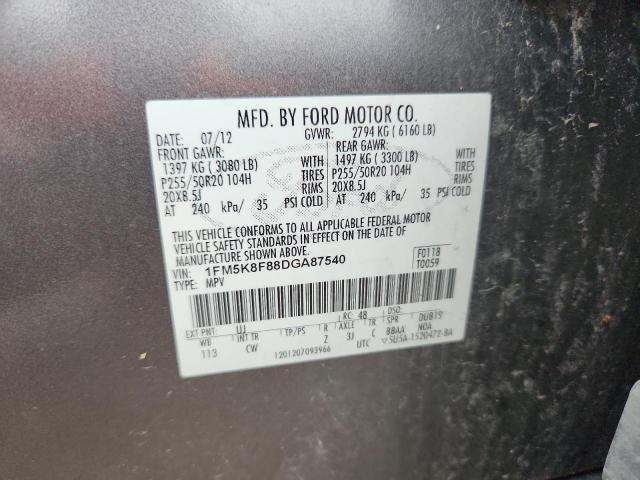 MFD. BY FORD MOTOR CO.
DATE: 07/12 GVWR: 2794 KG ( 6160 LB)
FRONT GAWR: REAR GAWR:
1397 KG ( 3080 LB) WITH 1497 KG ( 3300 LB) WITH
P255/50R20 104H TIRES P255/50R20 104H TIRES
20X8.5J RIMS 20X8.5J RIMS
AT 240 kPa/ 35 PSI COLD AT 240 kPa/ 35 PSI COLD
THIS VEHICLE CONFORMS TO ALL APPLICABLE FEDERAL MOTOR
VEHICLE SAFETY STANDARDS IN EFFECT ON THE DATE OF
MANUFACTURE SHOWN ABOVE.
VIN: 1FM5K8F88DGA87540 F0118
TYPE: MPV T0059
EXT PNT: UJ RC: 48 DSO:
WB INT TR TP/PS R AXLE TR SPR
113 CW Z 3J C BBAA NOA
1201207093966 UTC